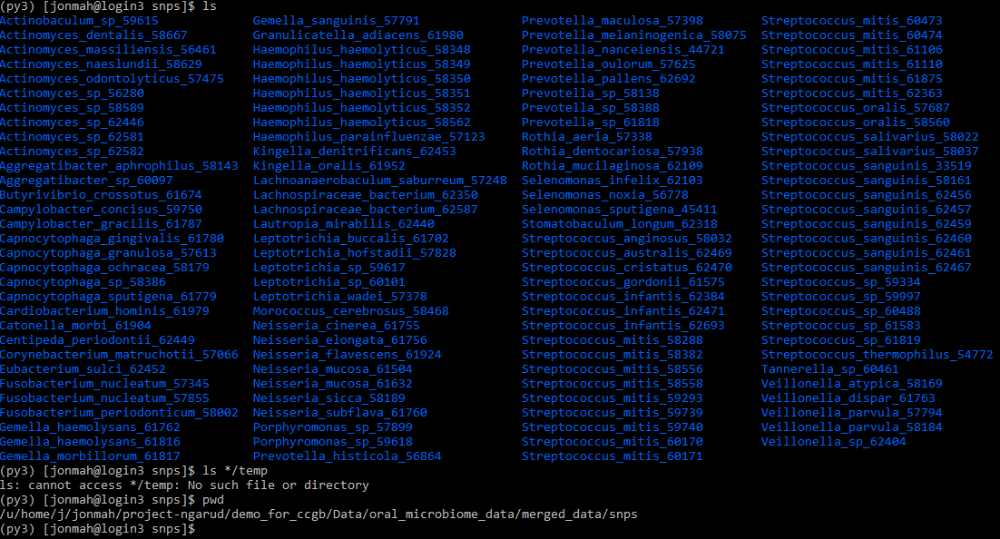 (py3) [jonmah@login3 snps]$ ls
Actinobaculum_sp_59615 Gemella_sanguinis_57791 Prevotella_maculosa_57398 Streptococcus_mitis_60473
Actinomyces_dentalis_58667 Granulicatella_adiacens_61980 Prevotella_melaninogenica_58075 Streptococcus_mitis_60474
Actinomyces_massiliensis_56461 Haemophilus_haemolyticus_58348 Prevotella_nanceiensis_44721 Streptococcus_mitis_61106
Actinomyces_naeslundii_58629 Haemophilus_haemolyticus_58349 Prevotella_oulorum_57625 Streptococcus_mitis_61110
Actinomyces_odontolyticus_57475 Haemophilus_haemolyticus_58350 Prevotella_pallens_62692 Streptococcus_mitis_61875
Actinomyces_sp_56280 Haemophilus_haemolyticus_58351 Prevotella_sp_58138 Streptococcus_mitis_62363
Actinomyces_sp_58589 Haemophilus_haemolyticus_58352 Prevotella_sp_58388 Streptococcus_oralis_57687
Actinomyces_sp_62446 Haemophilus_haemolyticus_58562 Prevotella_sp_61818 Streptococcus_oralis_58560
Actinomyces_sp_62581 Haemophilus_parainfluenzae_57123 Rothia_aeria_57338 Streptococcus_salivarius_58022
Actinomyces_sp_62582 Kingella_denitrificans_62453 Rothia_dentocariosa_57938 Streptococcus_salivarius_58037
Aggregatibacter_aphrophilus_58143 Kingella_oralis_61952 Rothia_mucilaginosa_62109 Streptococcus_sanguinis_33519
Aggregatibacter_sp_60097 Lachnoanaerobaculum_saburreum_57248 Selenomonas_infelix_62103 Streptococcus_sanguinis_58161
Butyrivibrio_crossotus_61674 Lachnospiraceae_bacterium_62350 Selenomonas_noxia_56778 Streptococcus_sanguinis_62456
Campylobacter_concisus_59750 Lachnospiraceae_bacterium_62587 Selenomonas_sputigena_45411 Streptococcus_sanguinis_62457
Campylobacter_gracilis_61787 Lautropia_mirabilis_62440 Stomatobaculum_longum_62318 Streptococcus_sanguinis_62459
Capnocytophaga_gingivalis_61780 Leptotrichia_buccalis_61702 Streptococcus_anginosus_58032 Streptococcus_sanguinis_62460
Capnocytophaga_granulosa_57613 Leptotrichia_hofstadii_57828 Streptococcus_australis_62469 Streptococcus_sanguinis_62461
Capnocytophaga_ochracea_58179 Leptotrichia_sp_59617 Streptococcus_cristatus_62470 Streptococcus_sanguinis_62467
Capnocytophaga_sp_58386 Leptotrichia_sp_60101 Streptococcus_gordonii_61575 Streptococcus_sp_59334
Capnocytophaga_sputigena_61779 Leptotrichia_wadei_57378 Streptococcus_infantis_62384 Streptococcus_sp_59997
Cardiobacterium_hominis_61979 Morococcus_cerebrosus_58468 Streptococcus_infantis_62471 Streptococcus_sp_60488
Catonella_morbi_61904 Neisseria_cinerea_61755 Streptococcus_infantis_62693 Streptococcus_sp_61583
Centipeda_periodontii_62449 Neisseria_elongata_61756 Streptococcus_mitis_58288 Streptococcus_sp_61819
Corynebacterium_matruchotii_57066 Neisseria_flavescens_61924 Streptococcus_mitis_58382 Streptococcus_thermophilus_54772
Eubacterium_sulci_62452 Neisseria_mucosa_61504 Streptococcus_mitis_58556 Tannerella_sp_60461
Fusobacterium_nucleatum_57345 Neisseria_mucosa_61632 Streptococcus_mitis_58558 Veillonella_atypica_58169
Fusobacterium_nucleatum_57855 Neisseria_sicca_58189 Streptococcus_mitis_59293 Veillonella_dispar_61763
Fusobacterium_periodonticum_58002 Neisseria_subflava_61760 Streptococcus_mitis_59739 Veillonella_parvula_57794
Gemella_haemolysans_61762 Porphyromonas_sp_57899 Streptococcus_mitis_59740 Veillonella_parvula_58184
Gemella_haemolysans_61816 Porphyromonas_sp_59618 Streptococcus_mitis_60170 Veillonella_sp_62404
Gemella_morbillorum_61817 Prevotella_histicola_56864 Streptococcus_mitis_60171
(py3) [jonmah@login3 snps]$ ls */temp
ls: cannot access */temp: No such file or directory
(py3) [jonmah@login3 snps]$ pwd
/u/home/j/jonmah/project-ngarud/demo_for_ccgb/Data/oral_microbiome_data/merged_data/snps
(py3) [jonmah@login3 snps]$